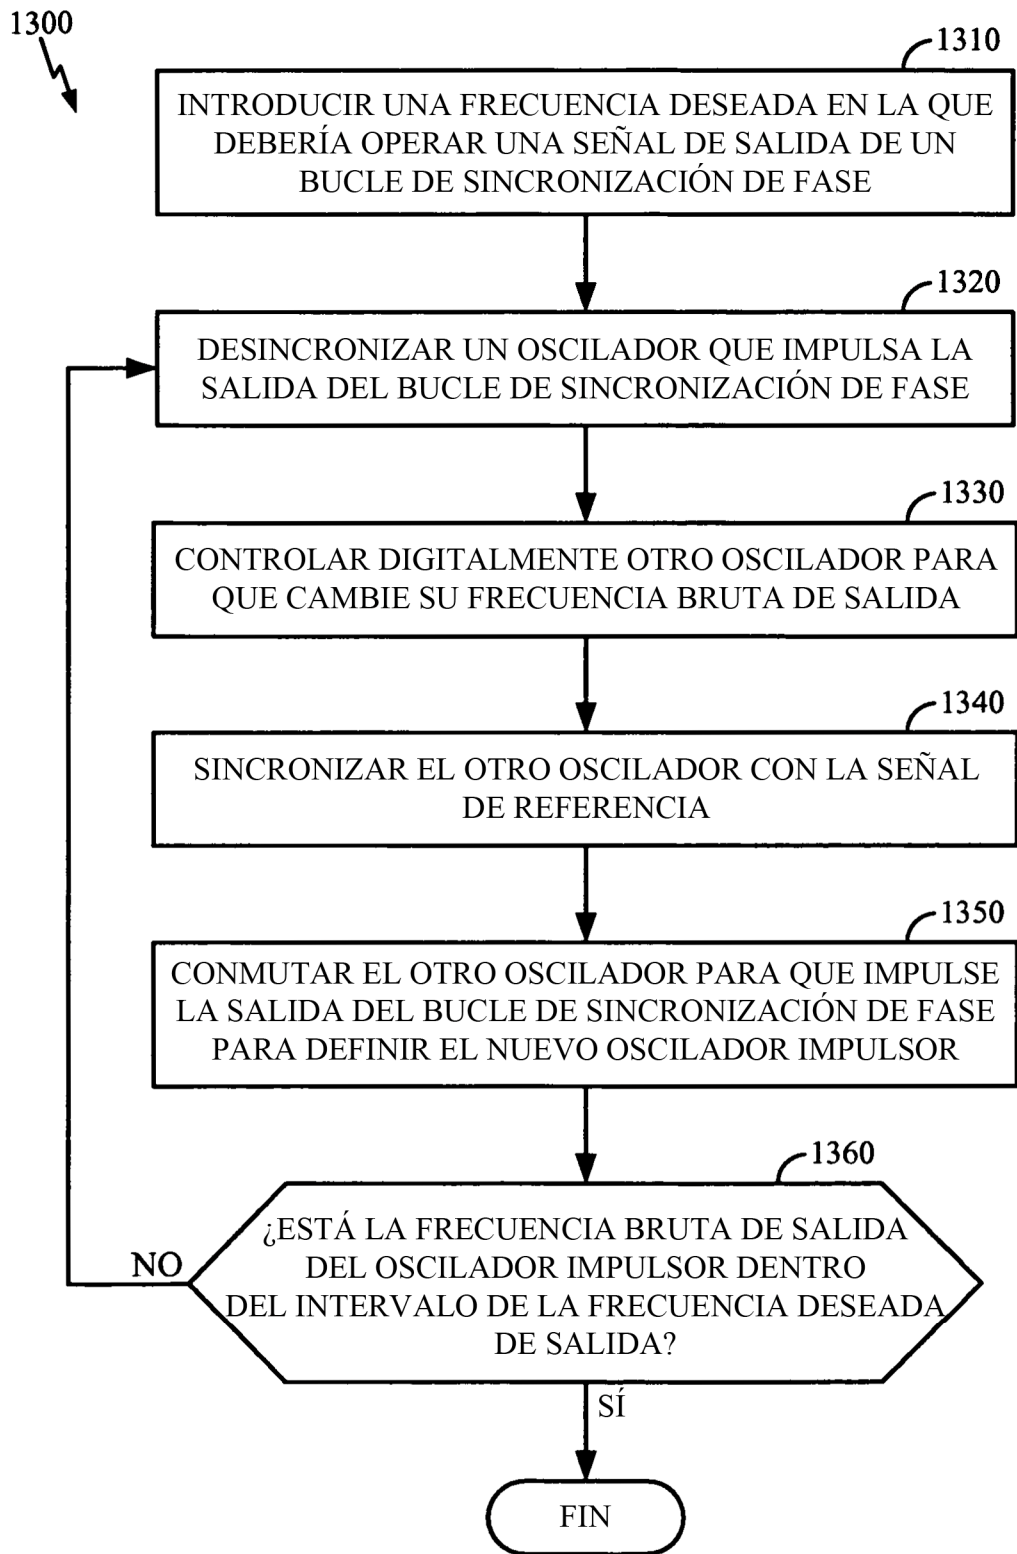 1300
1310
INTRODUCIR UNA FRECUENCIA DESEADA EN LA QUE
DEBERÍA OPERAR UNA SEÑAL DE SALIDA DE UN
BUCLE DE SINCRONIZACIÓN DE FASE
1320
DESINCRONIZAR UN OSCILADOR QUE IMPULSA LA
SALIDA DEL BUCLE DE SINCRONIZACIÓN DE FASE
1330
CONTROLAR DIGITALMENTE OTRO OSCILADOR PARA
QUE CAMBIE SU FRECUENCIA BRUTA DE SALIDA
1340
SINCRONIZAR EL OTRO OSCILADOR CON LA SEÑAL
DE REFERENCIA
1350
CONMUTAR EL OTRO OSCILADOR PARA QUE IMPULSE
LA SALIDA DEL BUCLE DE SINCRONIZACIÓN DE FASE
PARA DEFINIR EL NUEVO OSCILADOR IMPULSOR
1360
¿ESTÁ LA FRECUENCIA BRUTA DE SALIDA
DEL OSCILADOR IMPULSOR DENTRO
DEL INTERVALO DE LA FRECUENCIA DESEADA
DE SALIDA?
NO
SÍ
FIN